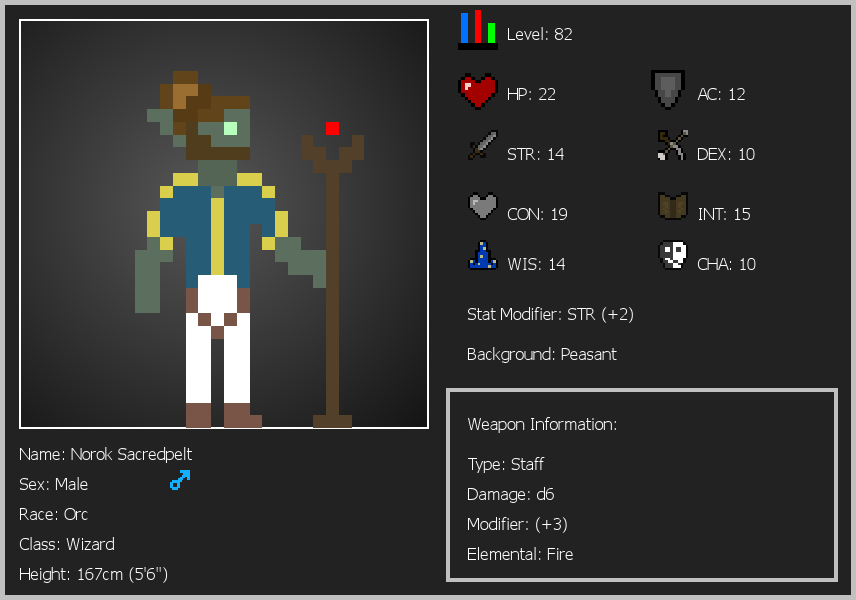 Level: 82
HP: 22
AC: 12
STR: 14
DEX: 10
CON: 19
INT: 15
WIS: 14
CHA: 10
Stat Modifier: STR (+2)
Background: Peasant
Weapon Information:
Type: Staff
Damage: d6
Modifier: (+3)
Elemental: Fire
Name: Norok Sacredpelt
Sex: Male
Race: Orc
Class: Wizard
Height: 167cm (5'6")